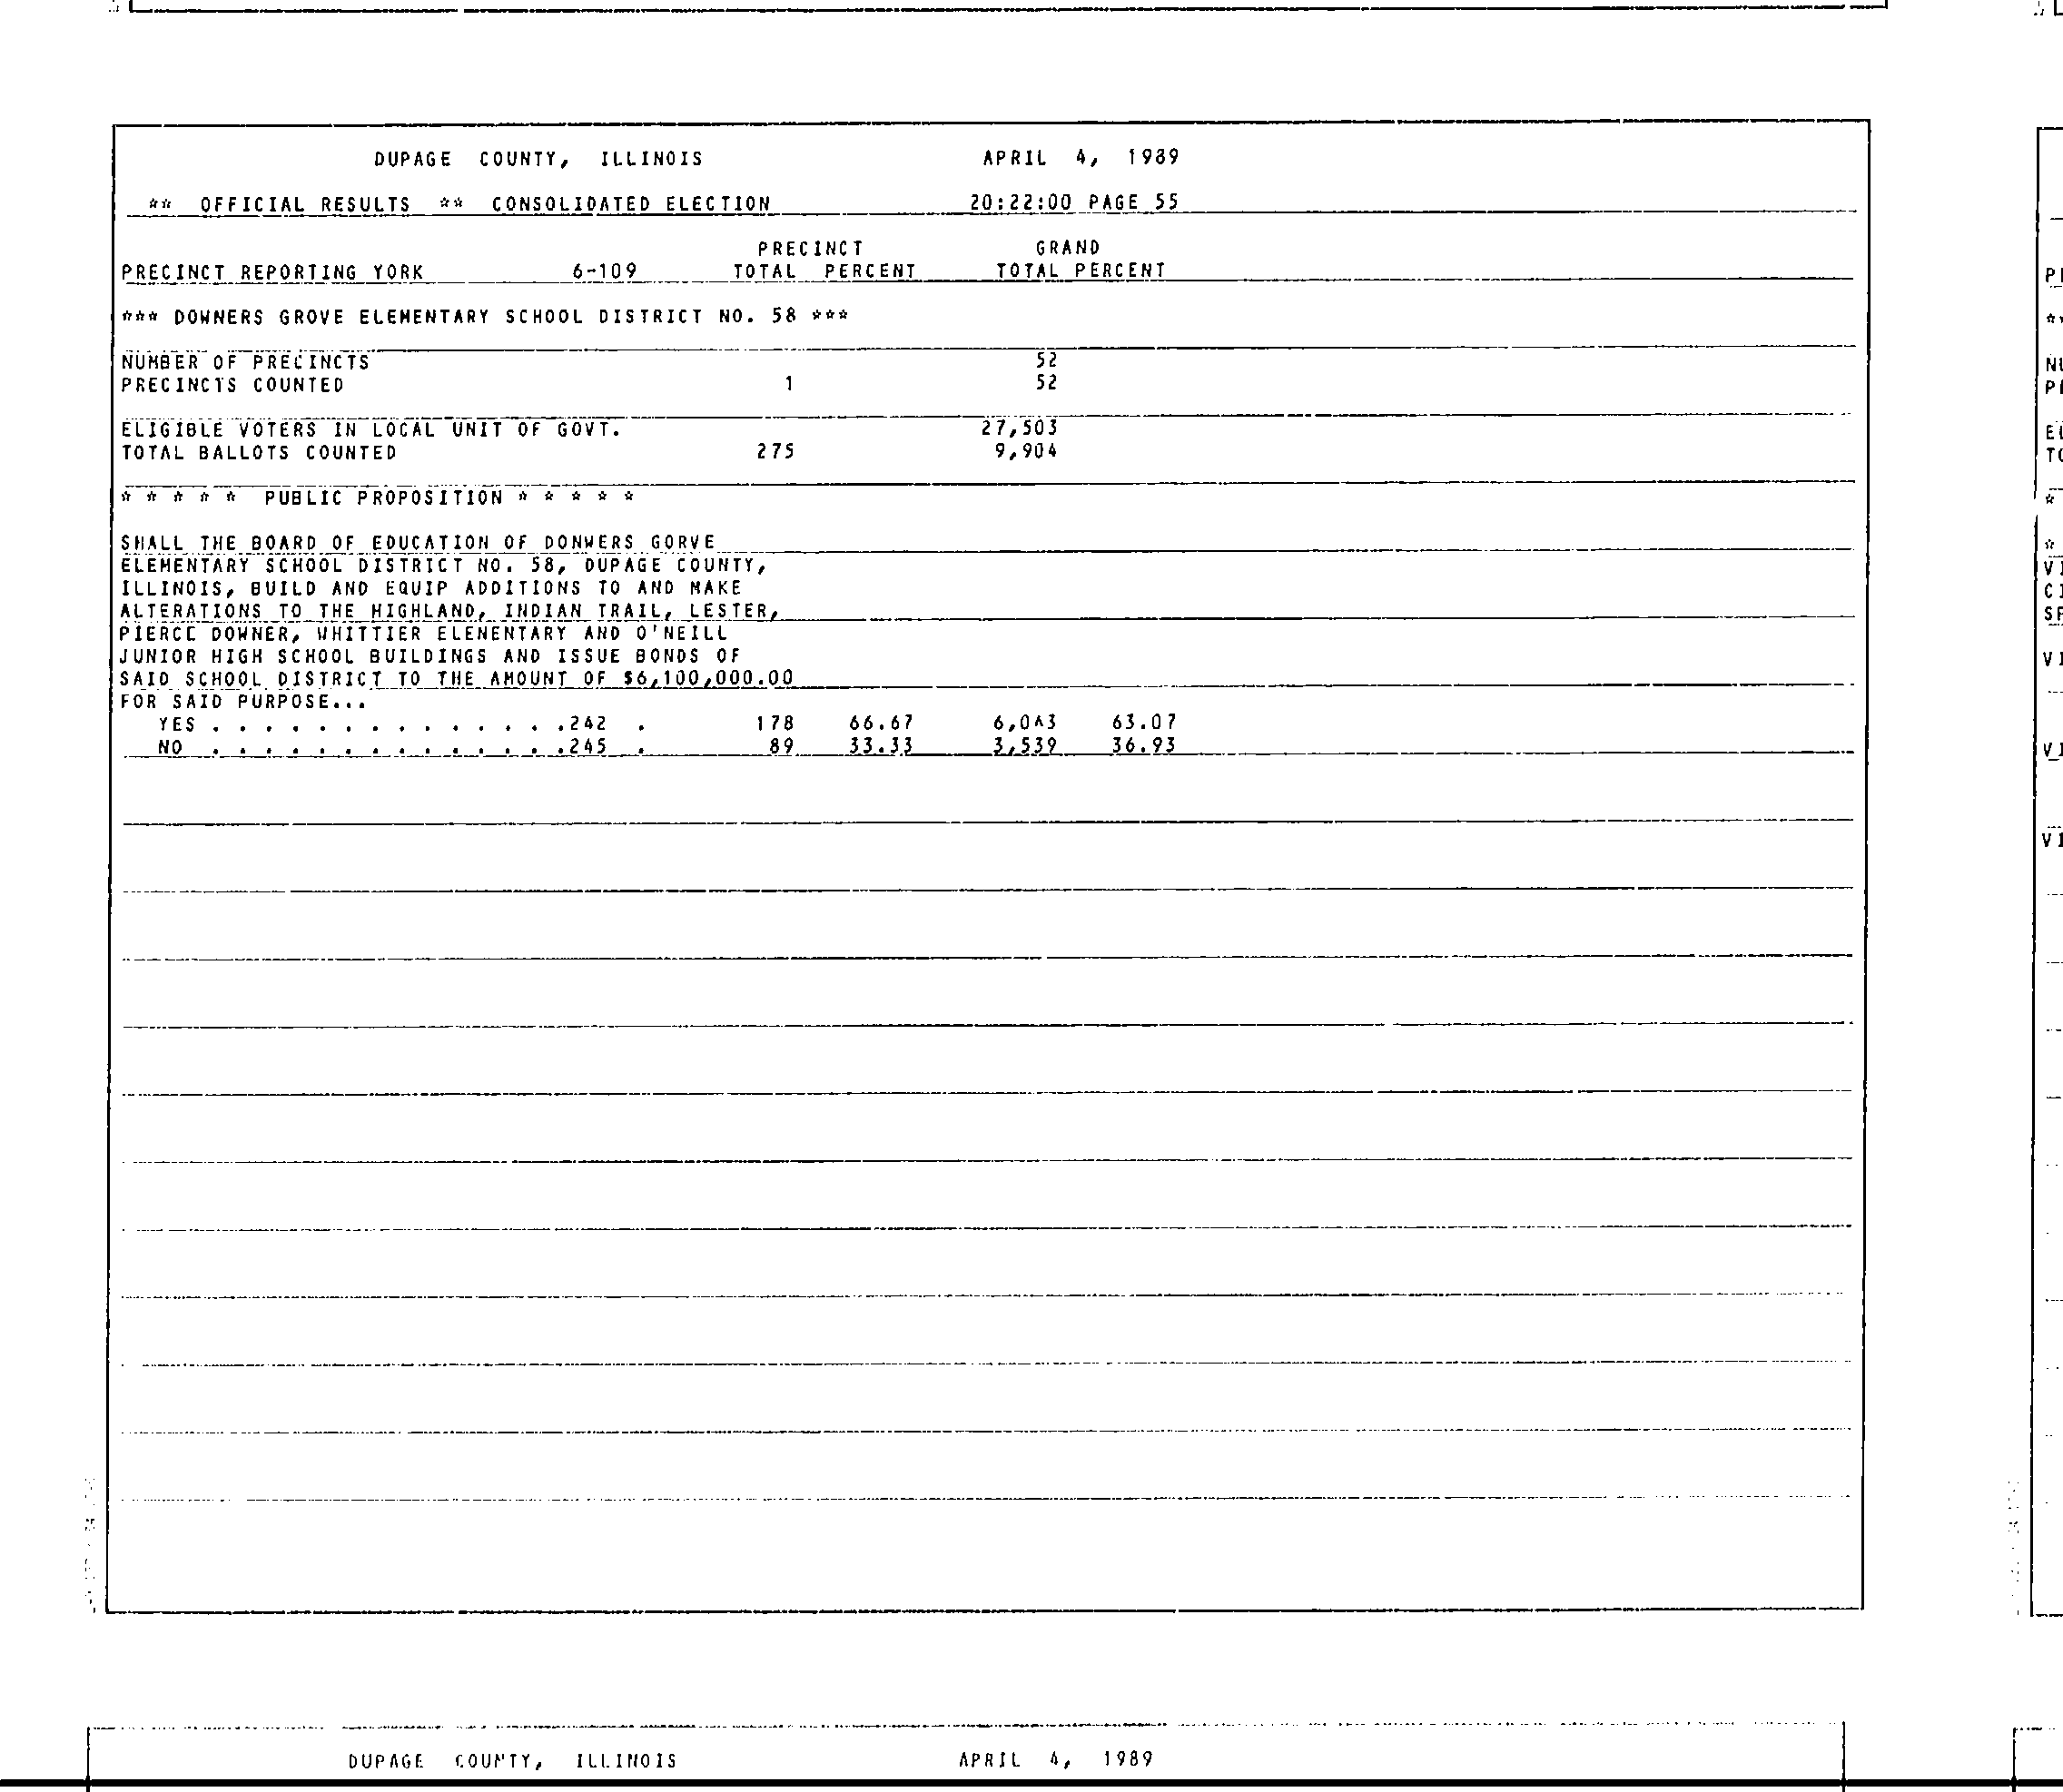 DUPAGE COUNTY, ILLINOIS APRIL 4, 1989
** OFFICIAL RESULTS ** CONSOLIDATED ELECTION 20:22:00 PAGE 55
PRECINCT GRAND
PRECINCT REPORTING YORK 6-109 TOTAL PERCENT TOTAL PERCENT
*** DOWNERS GROVE ELEMENTARY SCHOOL DISTRICT NO. 58 ***
NUMBER OF PRECINCTS 52
PRECINCTS COUNTED 1 52
ELIGIBLE VOTERS IN LOCAL UNIT OF GOVT. 27,503
TOTAL BALLOTS COUNTED 275 9,904
* * * * * PUBLIC PROPOSITION * * * * *
SHALL THE BOARD OF EDUCATION OF DONWERS GORVE
ELEMENTARY SCHOOL DISTRICT NO. 58, DUPAGE COUNTY,
ILLINOIS, BUILD AND EQUIP ADDITIONS TO AND MAKE
ALTERATIONS TO THE HIGHLAND, INDIAN TRAIL, LESTER,
PIERCE DOWNER, WHITTIER ELEMENTARY AND O'NEILL
JUNIOR HIGH SCHOOL BUILDINGS AND ISSUE BONDS OF
SAID SCHOOL DISTRICT TO THE AMOUNT OF $6,100,000.00
FOR SAID PURPOSE...
YES . . . . . . . . . . . . . .242 . 178 66.67 6,043 63.07
NO . . . . . . . . . . . . . .245 . 89 33.33 3,539 36.93
DUPAGE COUNTY, ILLINOIS APRIL 4, 1989